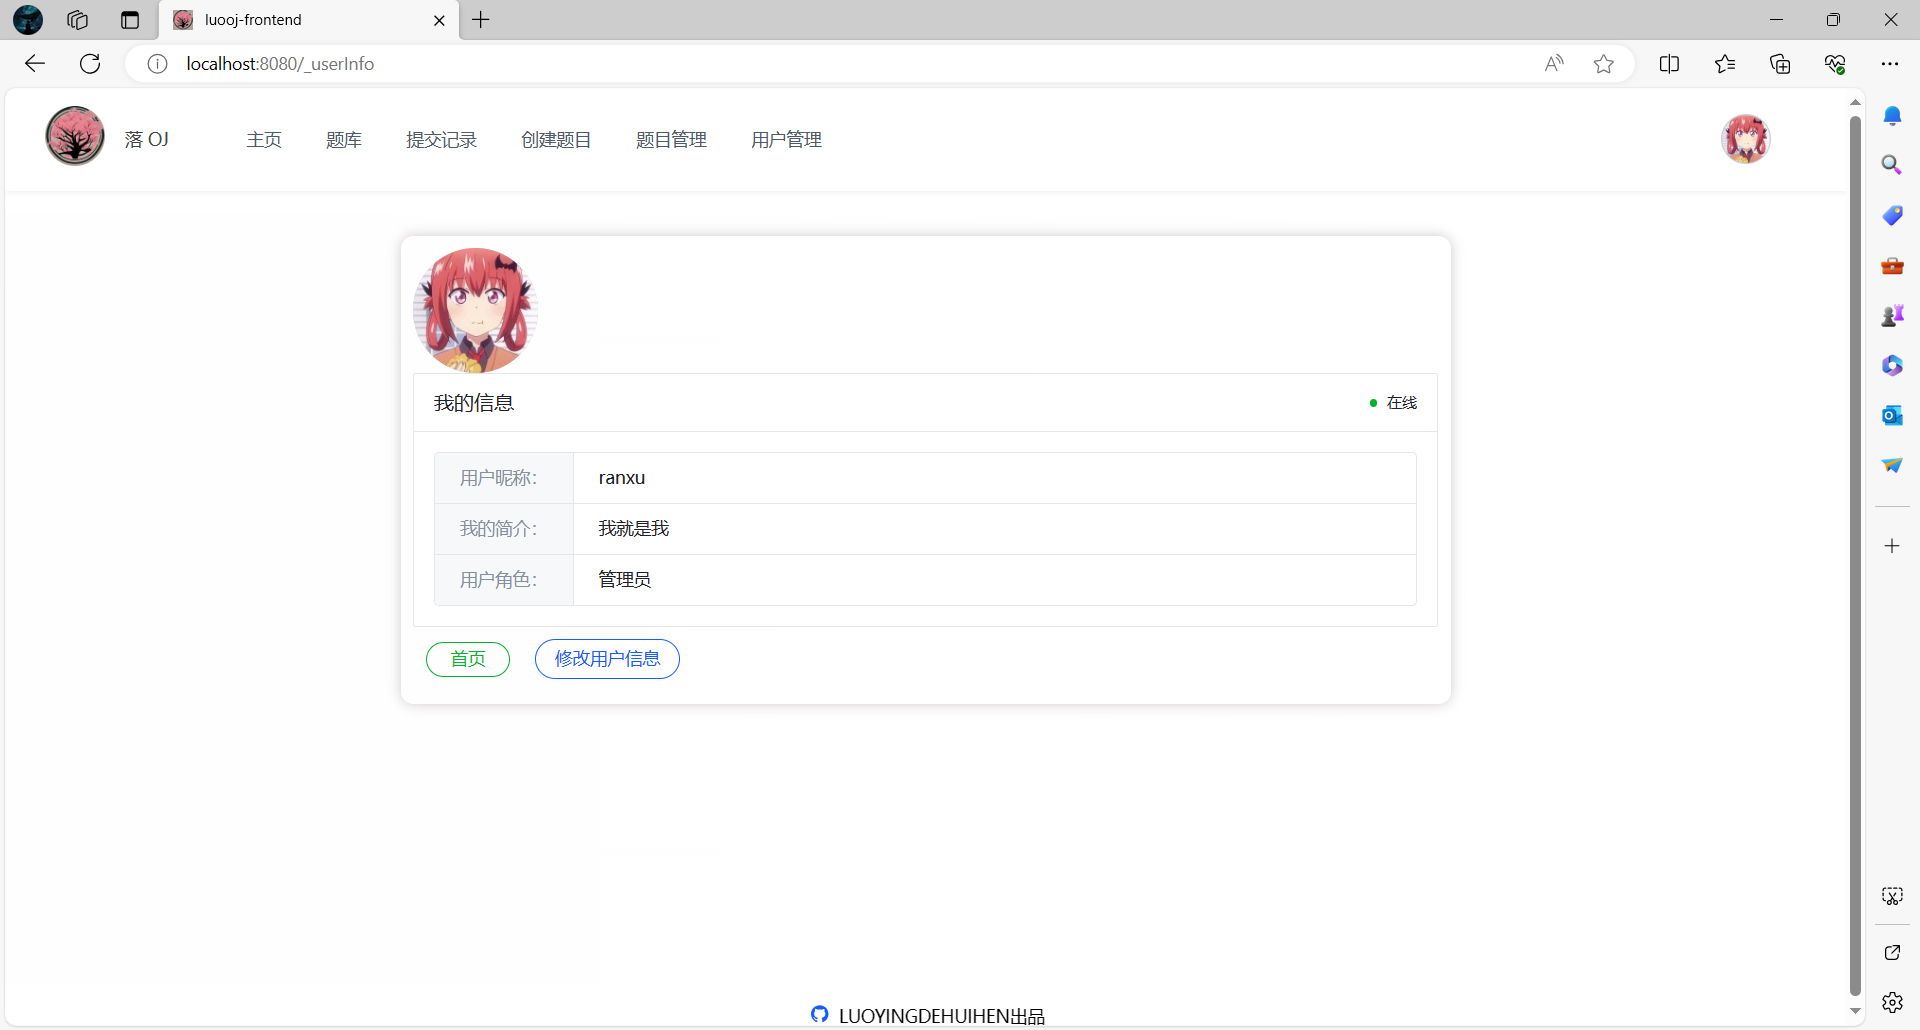 luooj-frontend
localhost:8080/_userInfo
落 OJ 主页 题库 提交记录 创建题目 题目管理 用户管理
我的信息 在线
用户昵称： ranxu
我的简介： 我就是我
用户角色： 管理员
首页 修改用户信息
LUOYINGDEHUIHEN出品